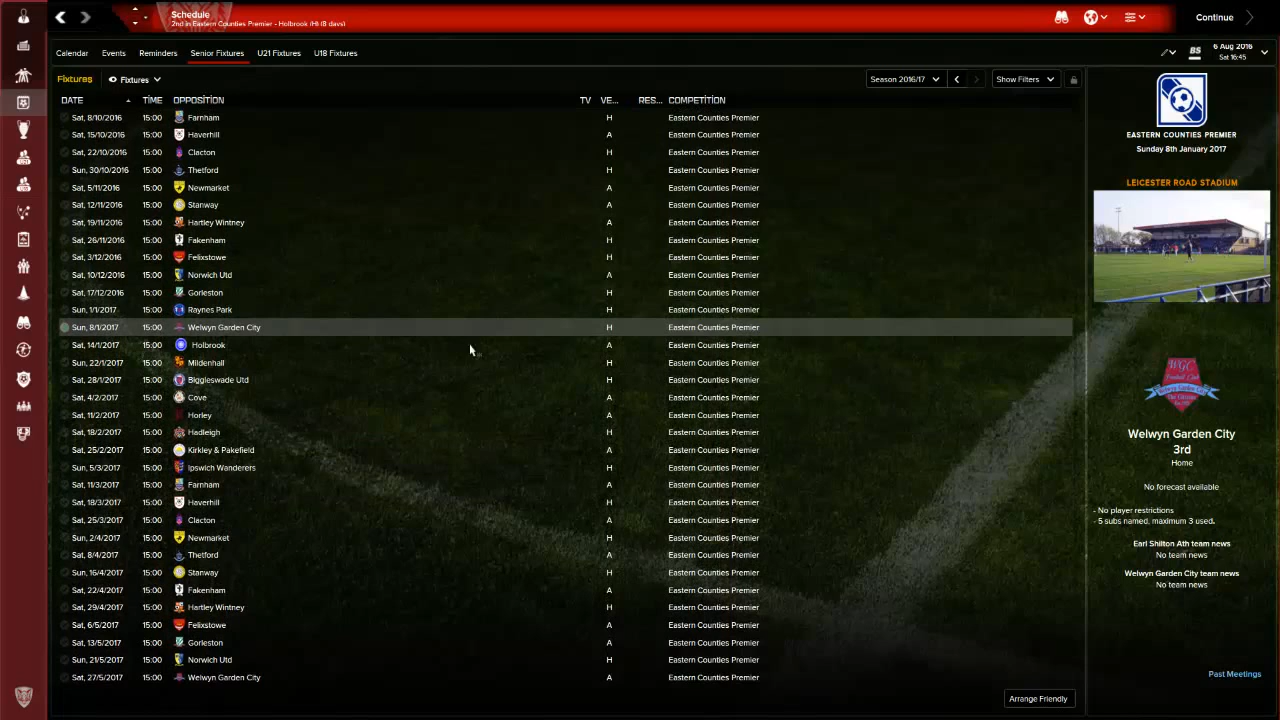 Schedule
2nd in Eastern Counties Premier - Holbrook (H) (8 days)
Continue
Calendar Events Reminders Senior Fixtures U21 Fixtures U18 Fixtures
BS 6 Aug 2016
Sat 16:45
Fixtures Fixtures Season 2016/17 Show Filters
DATE TIME OPPOSITION TV VE... RES... COMPETITION
Sat, 8/10/2016 15:00 Farnham H Eastern Counties Premier
Sat, 15/10/2016 15:00 Haverhill A Eastern Counties Premier
Sat, 22/10/2016 15:00 Clacton H Eastern Counties Premier
Sun, 30/10/2016 15:00 Thetford H Eastern Counties Premier
Sat, 5/11/2016 15:00 Newmarket A Eastern Counties Premier
Sat, 12/11/2016 15:00 Stanway A Eastern Counties Premier
Sat, 19/11/2016 15:00 Hartley Wintney A Eastern Counties Premier
Sat, 26/11/2016 15:00 Fakenham H Eastern Counties Premier
Sat, 3/12/2016 15:00 Felixstowe H Eastern Counties Premier
Sat, 10/12/2016 15:00 Norwich Utd A Eastern Counties Premier
Sat, 17/12/2016 15:00 Gorleston H Eastern Counties Premier
Sun, 1/1/2017 15:00 Raynes Park H Eastern Counties Premier
Sun, 8/1/2017 15:00 Welwyn Garden City H Eastern Counties Premier
Sat, 14/1/2017 15:00 Holbrook A Eastern Counties Premier
Sun, 22/1/2017 15:00 Mildenhall H Eastern Counties Premier
Sat, 28/1/2017 15:00 Biggleswade Utd H Eastern Counties Premier
Sat, 4/2/2017 15:00 Cove A Eastern Counties Premier
Sat, 11/2/2017 15:00 Horley A Eastern Counties Premier
Sat, 18/2/2017 15:00 Hadleigh H Eastern Counties Premier
Sat, 25/2/2017 15:00 Kirkley & Pakefield A Eastern Counties Premier
Sun, 5/3/2017 15:00 Ipswich Wanderers H Eastern Counties Premier
Sat, 11/3/2017 15:00 Farnham A Eastern Counties Premier
Sat, 18/3/2017 15:00 Haverhill H Eastern Counties Premier
Sat, 25/3/2017 15:00 Clacton A Eastern Counties Premier
Sun, 2/4/2017 15:00 Newmarket H Eastern Counties Premier
Sat, 8/4/2017 15:00 Thetford A Eastern Counties Premier
Sun, 16/4/2017 15:00 Stanway H Eastern Counties Premier
Sat, 22/4/2017 15:00 Fakenham A Eastern Counties Premier
Sat, 29/4/2017 15:00 Hartley Wintney H Eastern Counties Premier
Sat, 6/5/2017 15:00 Felixstowe A Eastern Counties Premier
Sat, 13/5/2017 15:00 Gorleston A Eastern Counties Premier
Sun, 21/5/2017 15:00 Norwich Utd H Eastern Counties Premier
Sat, 27/5/2017 15:00 Welwyn Garden City A Eastern Counties Premier
Arrange Friendly
EASTERN COUNTIES PREMIER
Sunday 8th January 2017
LEICESTER ROAD STADIUM
WGC
Welwyn Garden City
3rd
Home
No forecast available
- No player restrictions
- 5 subs named, maximum 3 used.
Earl Shilton Ath team news
No team news
Welwyn Garden City team news
No team news
Past Meetings